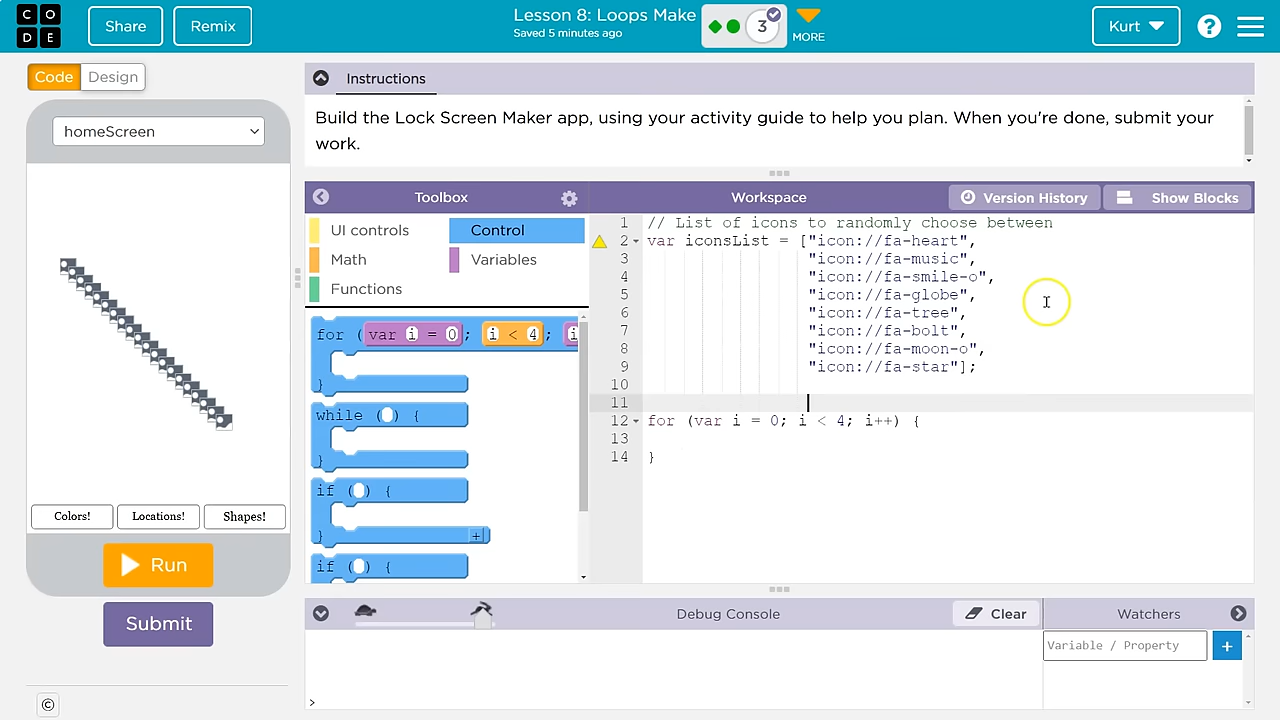 C O D E
Share
Remix
Lesson 8: Loops Make
Saved 5 minutes ago
3
MORE
Kurt
?
Code
Design
Instructions
homeScreen
Build the Lock Screen Maker app, using your activity guide to help you plan. When you're done, submit your
work.
Toolbox
Workspace
Version History
Show Blocks
UI controls
Control
Math
Variables
Functions
for (var i = 0; i < 4; i
}
while () {
}
if () {
}
+
if () {
1 // List of icons to randomly choose between
2 var iconsList = ["icon://fa-heart",
3 "icon://fa-music",
4 "icon://fa-smile-o",
5 "icon://fa-globe",
6 "icon://fa-tree",
7 "icon://fa-bolt",
8 "icon://fa-moon-o",
9 "icon://fa-star"];
10
11
12 for (var i = 0; i < 4; i++) {
13
14 }
Colors!
Locations!
Shapes!
Run
Submit
Debug Console
Clear
Watchers
Variable / Property
+
>
©